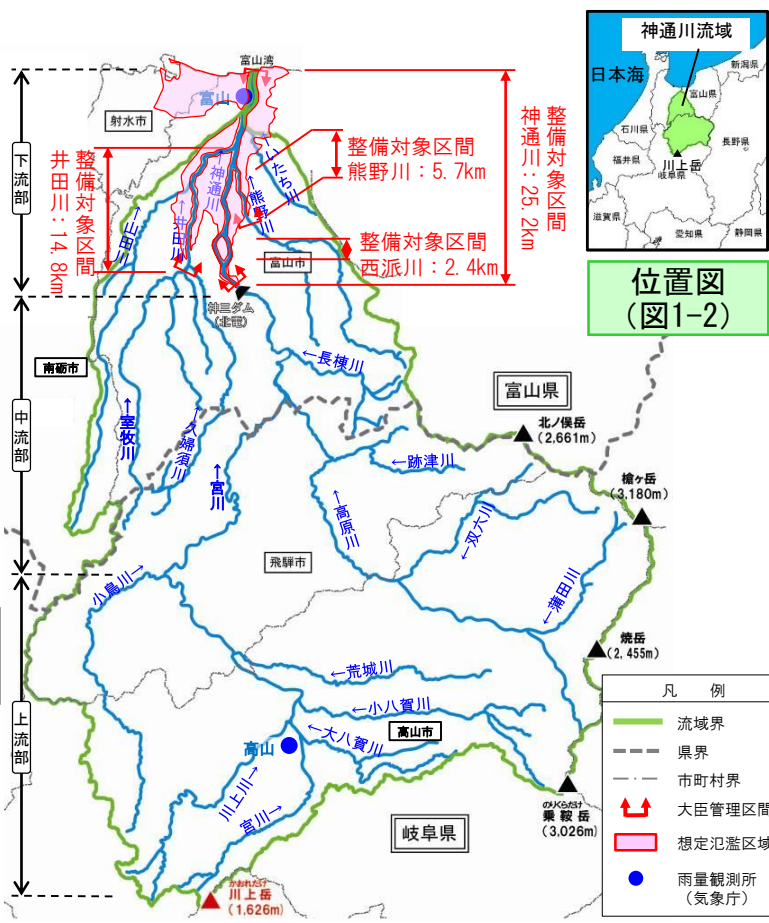 富山湾
富山
射水市
下流部
整備対象区間
井田川：14.8km
整備対象区間
熊野川：5.7km
整備対象区間
西派川：2.4km
整備対象区間
神通川：25.2km
←いたち川
←熊野川
神通川
←井田川
山田川→
富山市
神三ダム
(北電)
←長棟川
南砺市
中流部
←室牧川
←久婦須川
←宮川
富山県
北ノ俣岳
(2,661m)
←跡津川
←高原川
←双六川
槍ヶ岳
(3,180m)
飛騨市
←蒲田川
小鳥川→
焼岳
(2,455m)
←荒城川
←小八賀川
←大八賀川
高山市
高山
上流部
川上川→
宮川→
のりくらだけ
乗鞍岳
(3,026m)
岐阜県
かおれだけ
川上岳
(1,626m)
神通川流域
日本海
新潟県
富山県
石川県
長野県
福井県
川上岳
岐阜県
滋賀県
愛知県
静岡県
位置図
(図1-2)
凡 例
流域界
県界
市町村界
大臣管理区間
想定氾濫区域
雨量観測所
(気象庁)